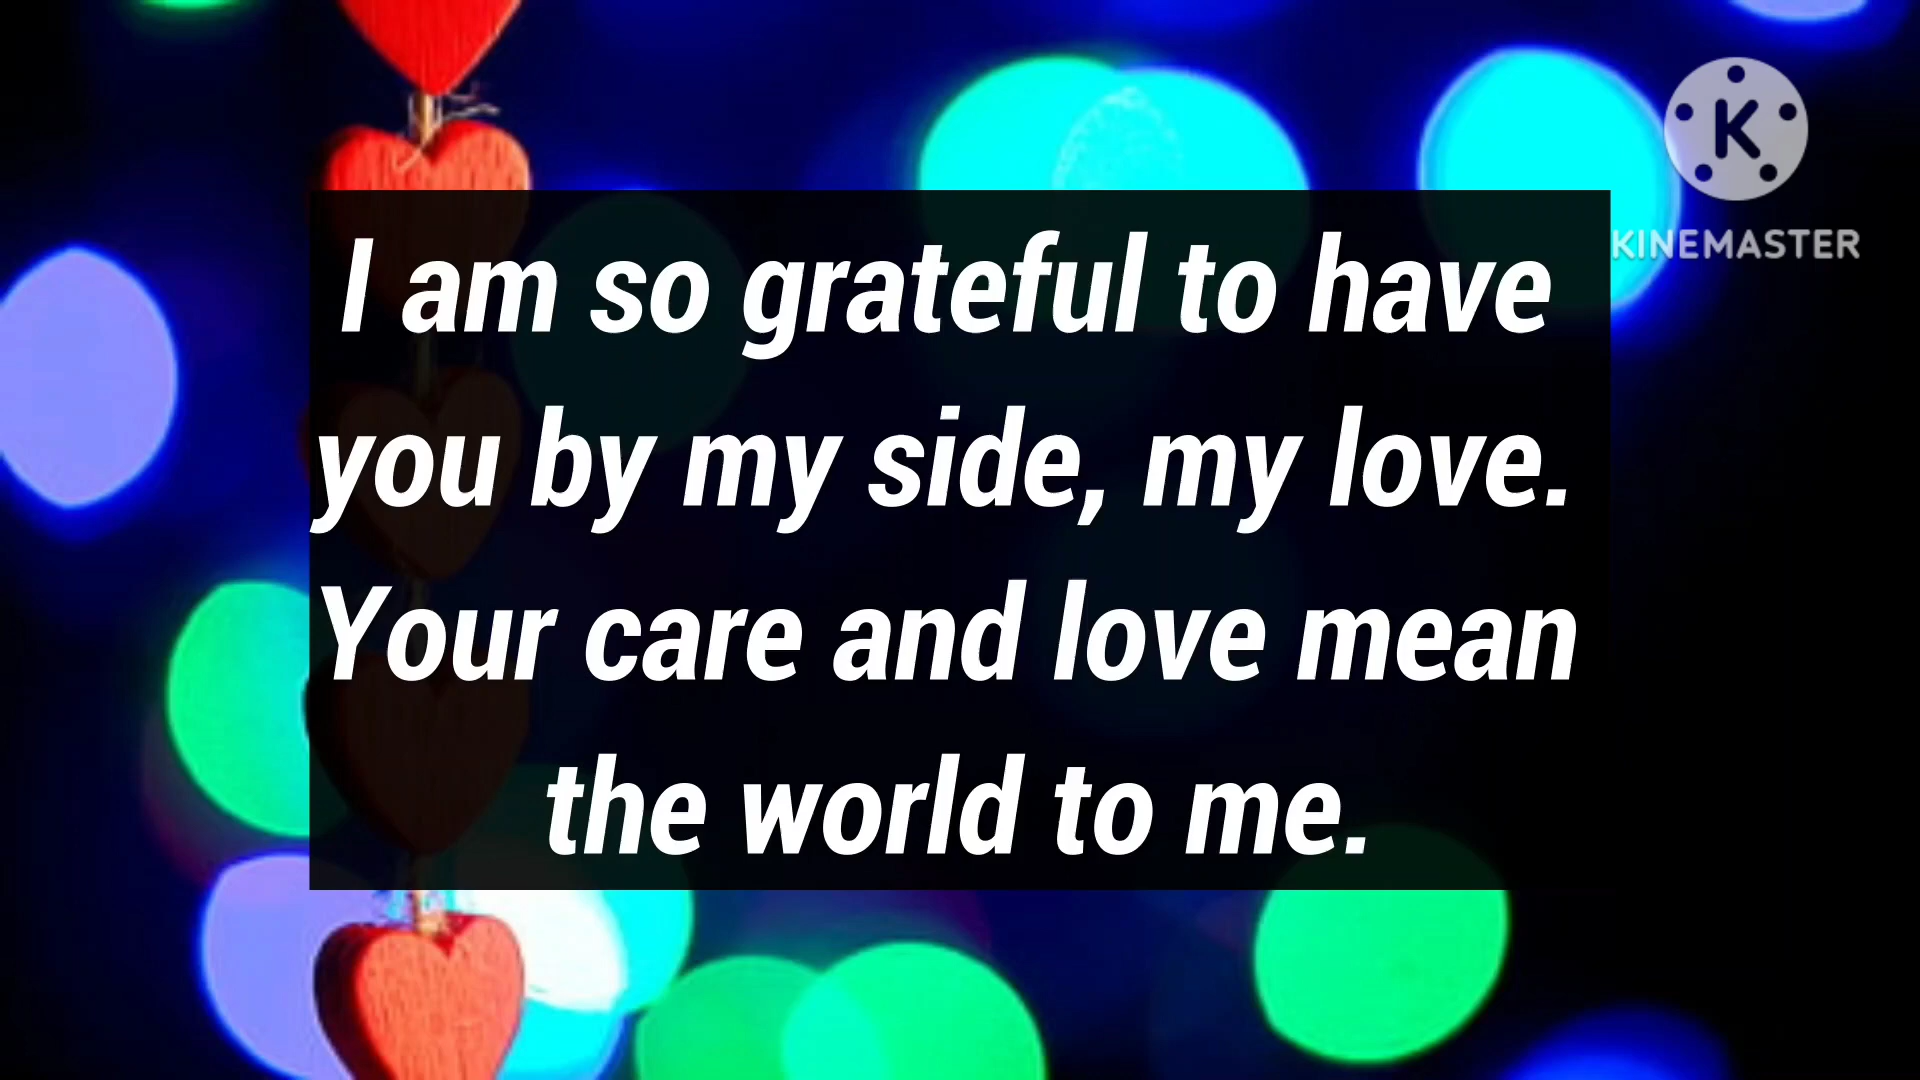 K
KINEMASTER
I am so grateful to have
you by my side, my love.
Your care and love mean
the world to me.